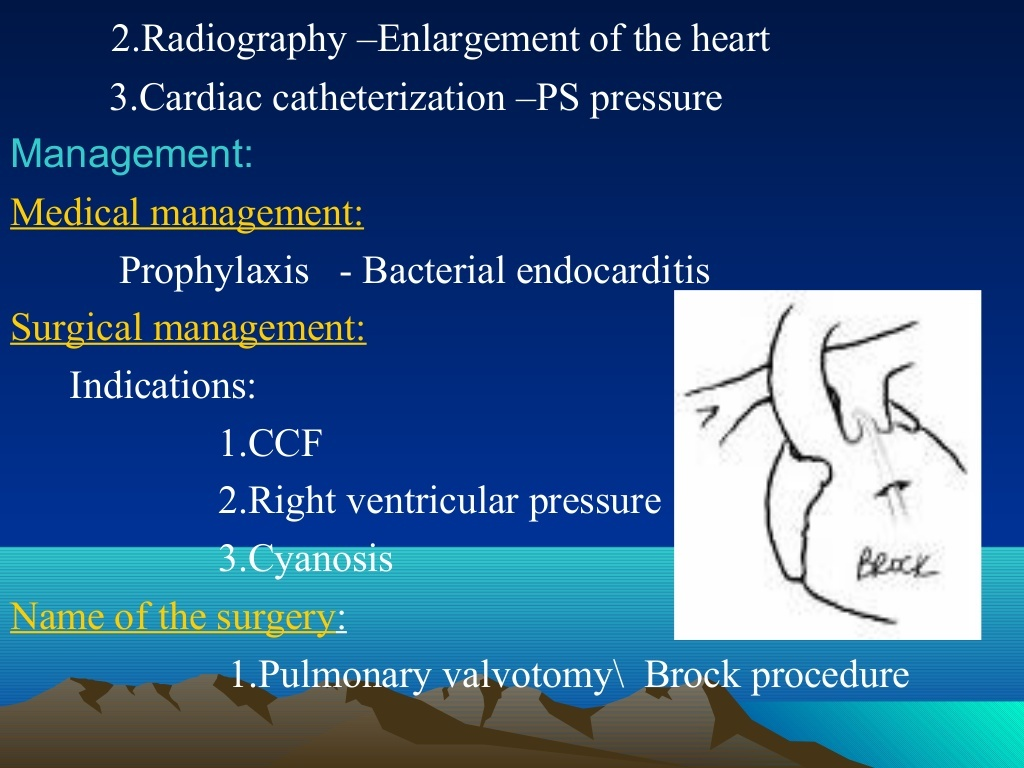 2.Radiography –Enlargement of the heart
3.Cardiac catheterization –PS pressure
Management:
Medical management:
Prophylaxis - Bacterial endocarditis
Surgical management:
Indications:
1.CCF
2.Right ventricular pressure
3.Cyanosis
BROCK
Name of the surgery:
1.Pulmonary valvotomy\ Brock procedure